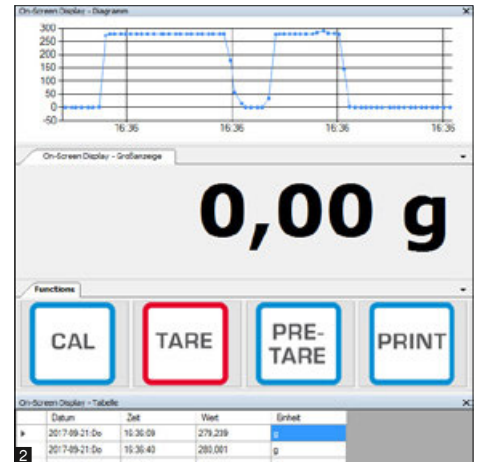 On-Screen Display - Diagramm
300
250
200
150
100
50
0
-50
16:36 16:36 16:36 16:36
On-Screen Display - Großanzeige
0,00 g
Functions
CAL TARE PRE-TARE PRINT
On-Screen Display - Tabelle
Datum Zeit Wert Einheit
2017-09-21:Do 16:36:09 279,239 g
2017-09-21:Do 16:36:40 280,001 g
2